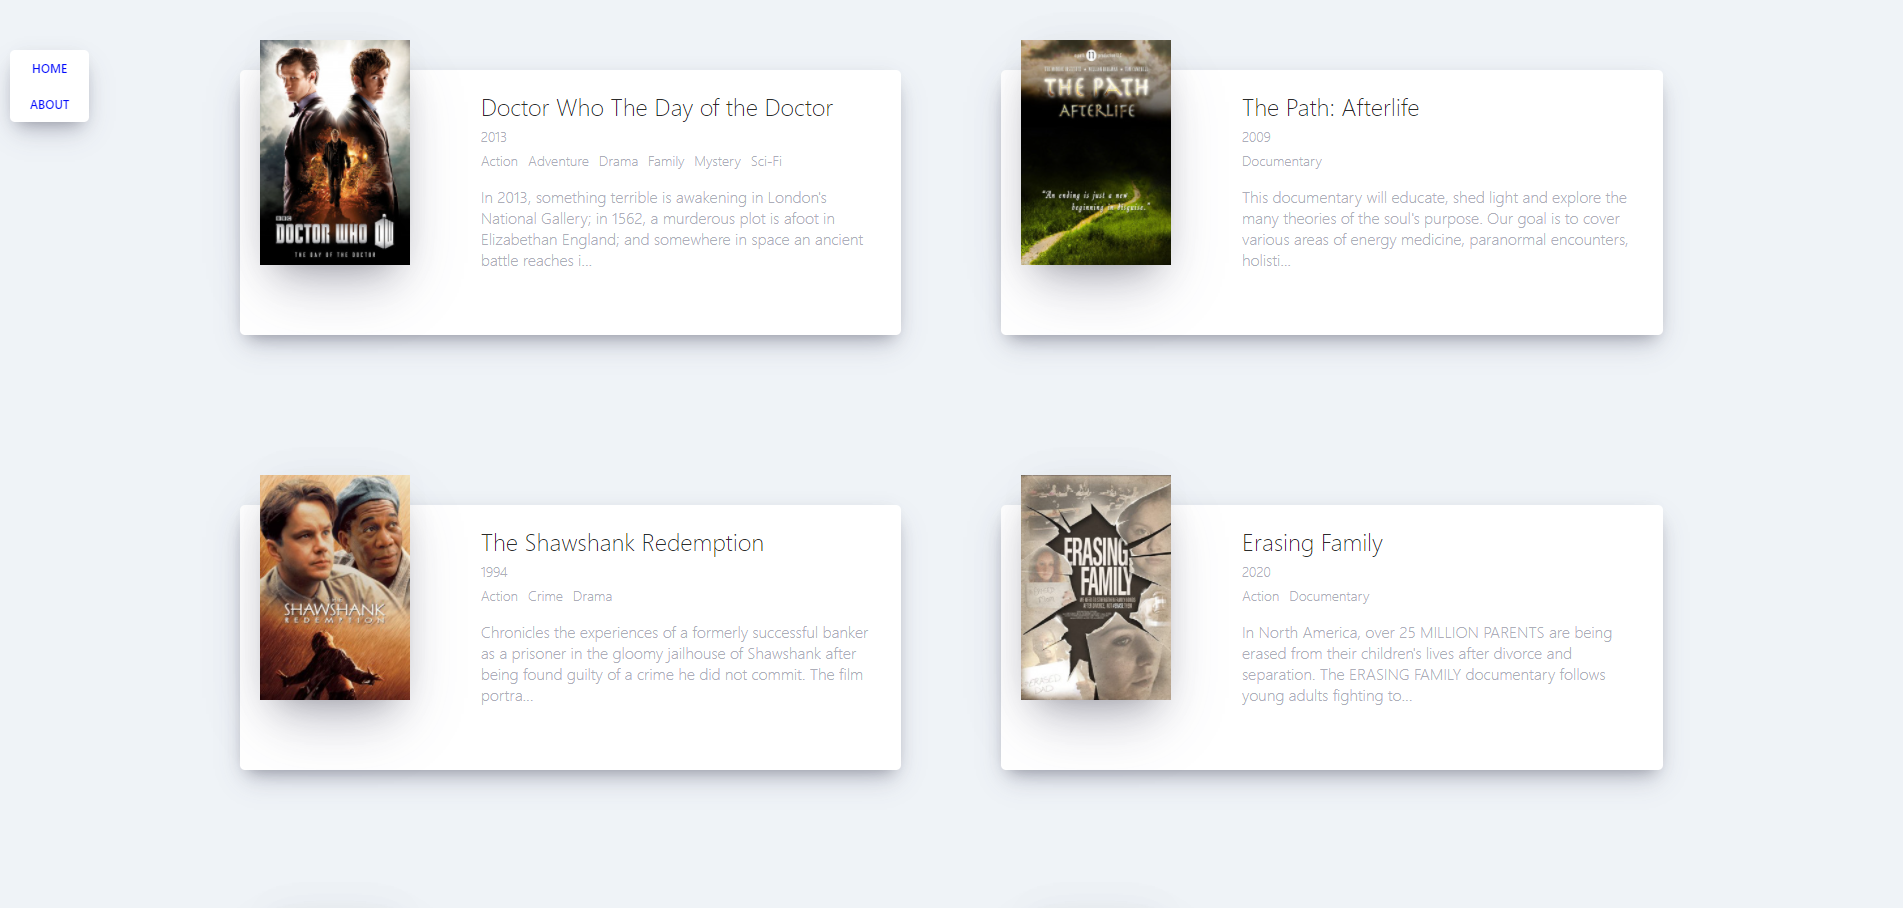 HOME
ABOUT
BBC
DOCTOR WHO
THE DAY OF THE DOCTOR
Doctor Who The Day of the Doctor
2013
Action Adventure Drama Family Mystery Sci-Fi
In 2013, something terrible is awakening in London's
National Gallery; in 1562, a murderous plot is afoot in
Elizabethan England; and somewhere in space an ancient
battle reaches i...
11
THE PATH
AFTERLIFE
"An ending is just a new
beginning in disguise."
The Path: Afterlife
2009
Documentary
This documentary will educate, shed light and explore the
many theories of the soul's purpose. Our goal is to cover
various areas of energy medicine, paranormal encounters,
holisti...
THE
SHAWSHANK
REDEMPTION
The Shawshank Redemption
1994
Action Crime Drama
Chronicles the experiences of a formerly successful banker
as a prisoner in the gloomy jailhouse of Shawshank after
being found guilty of a crime he did not commit. The film
portra...
ERASING
FAMILY
Erasing Family
2020
Action Documentary
In North America, over 25 MILLION PARENTS are being
erased from their children's lives after divorce and
separation. The ERASING FAMILY documentary follows
young adults fighting to...